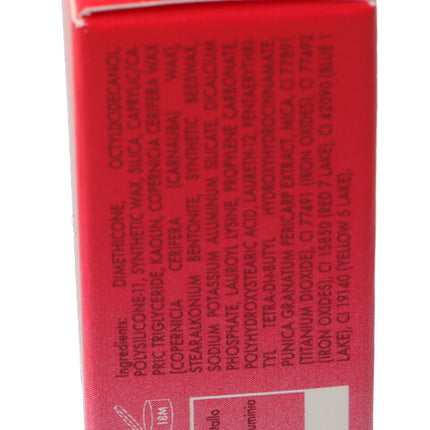 Ingredients:
DIMETHICONE, OCTYLDODECANOL,
POLYSILICONE-11, SYNTHETIC WAX, SILICA, CAPRYLIC/CA-
PRIC TRIGLYCERIDE, KAOLIN, COPERNICIA CERIFERA WAX
[COPERNICIA CERIFERA (CARNAUBA) WAX],
STEARALKONIUM BENTONITE, SYNTHETIC BEESWAX,
SODIUM POTASSIUM ALUMINUM SILICATE, DICALCIUM
PHOSPHATE, LAUROYL LYSINE, PROPYLENE CARBONATE,
POLYHYDROXYSTEARIC ACID, LAURETH-12, PENTAERYTHRI-
TYL TETRA-DI-BUTYL HYDROXYHYDROCINNAMATE,
PUNICA GRANATUM PERICARP EXTRACT, MICA, CI 77891
(TITANIUM DIOXIDE), CI 77491 (IRON OXIDES), CI 77492
(IRON OXIDES), CI 15850 (RED 7 LAKE), CI 42090 (BLUE 1
LAKE), CI 19140 (YELLOW 5 LAKE).
18M